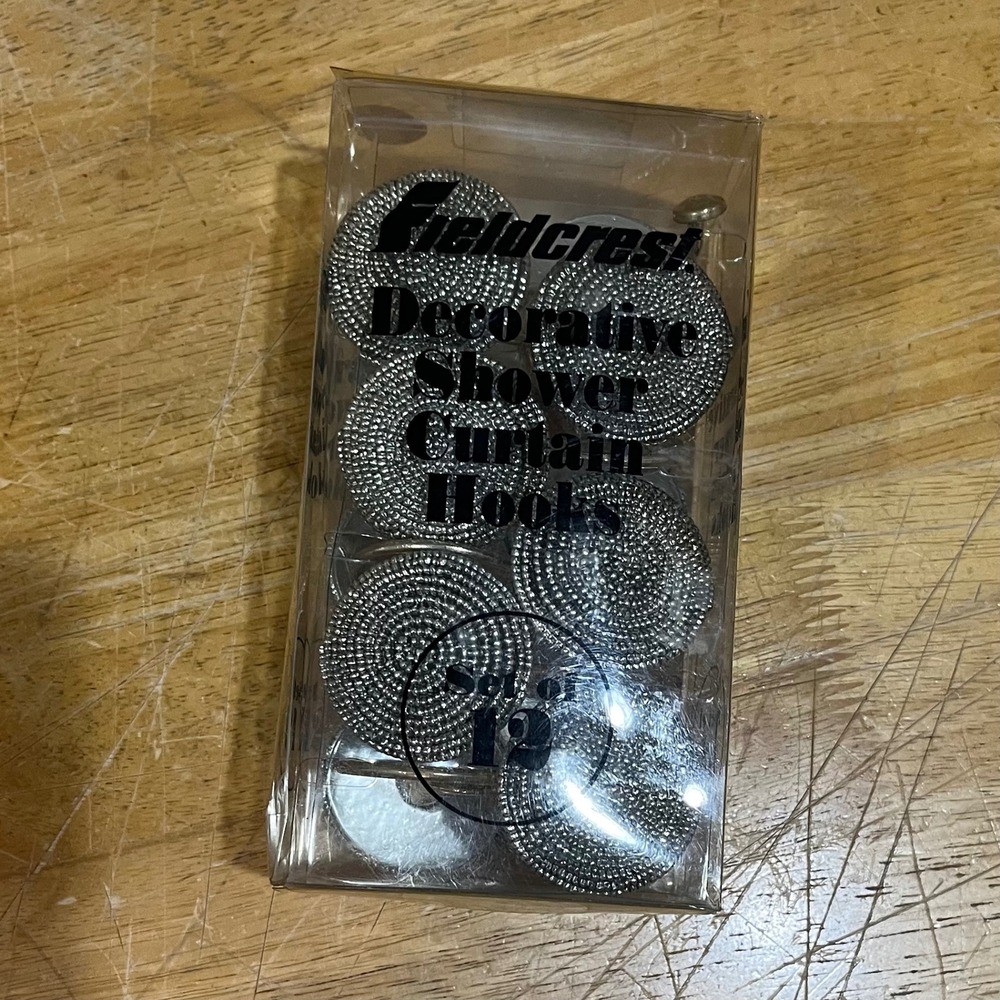 Fieldcrest.
Decorative
Shower
Curtain
Hooks
Set of
12